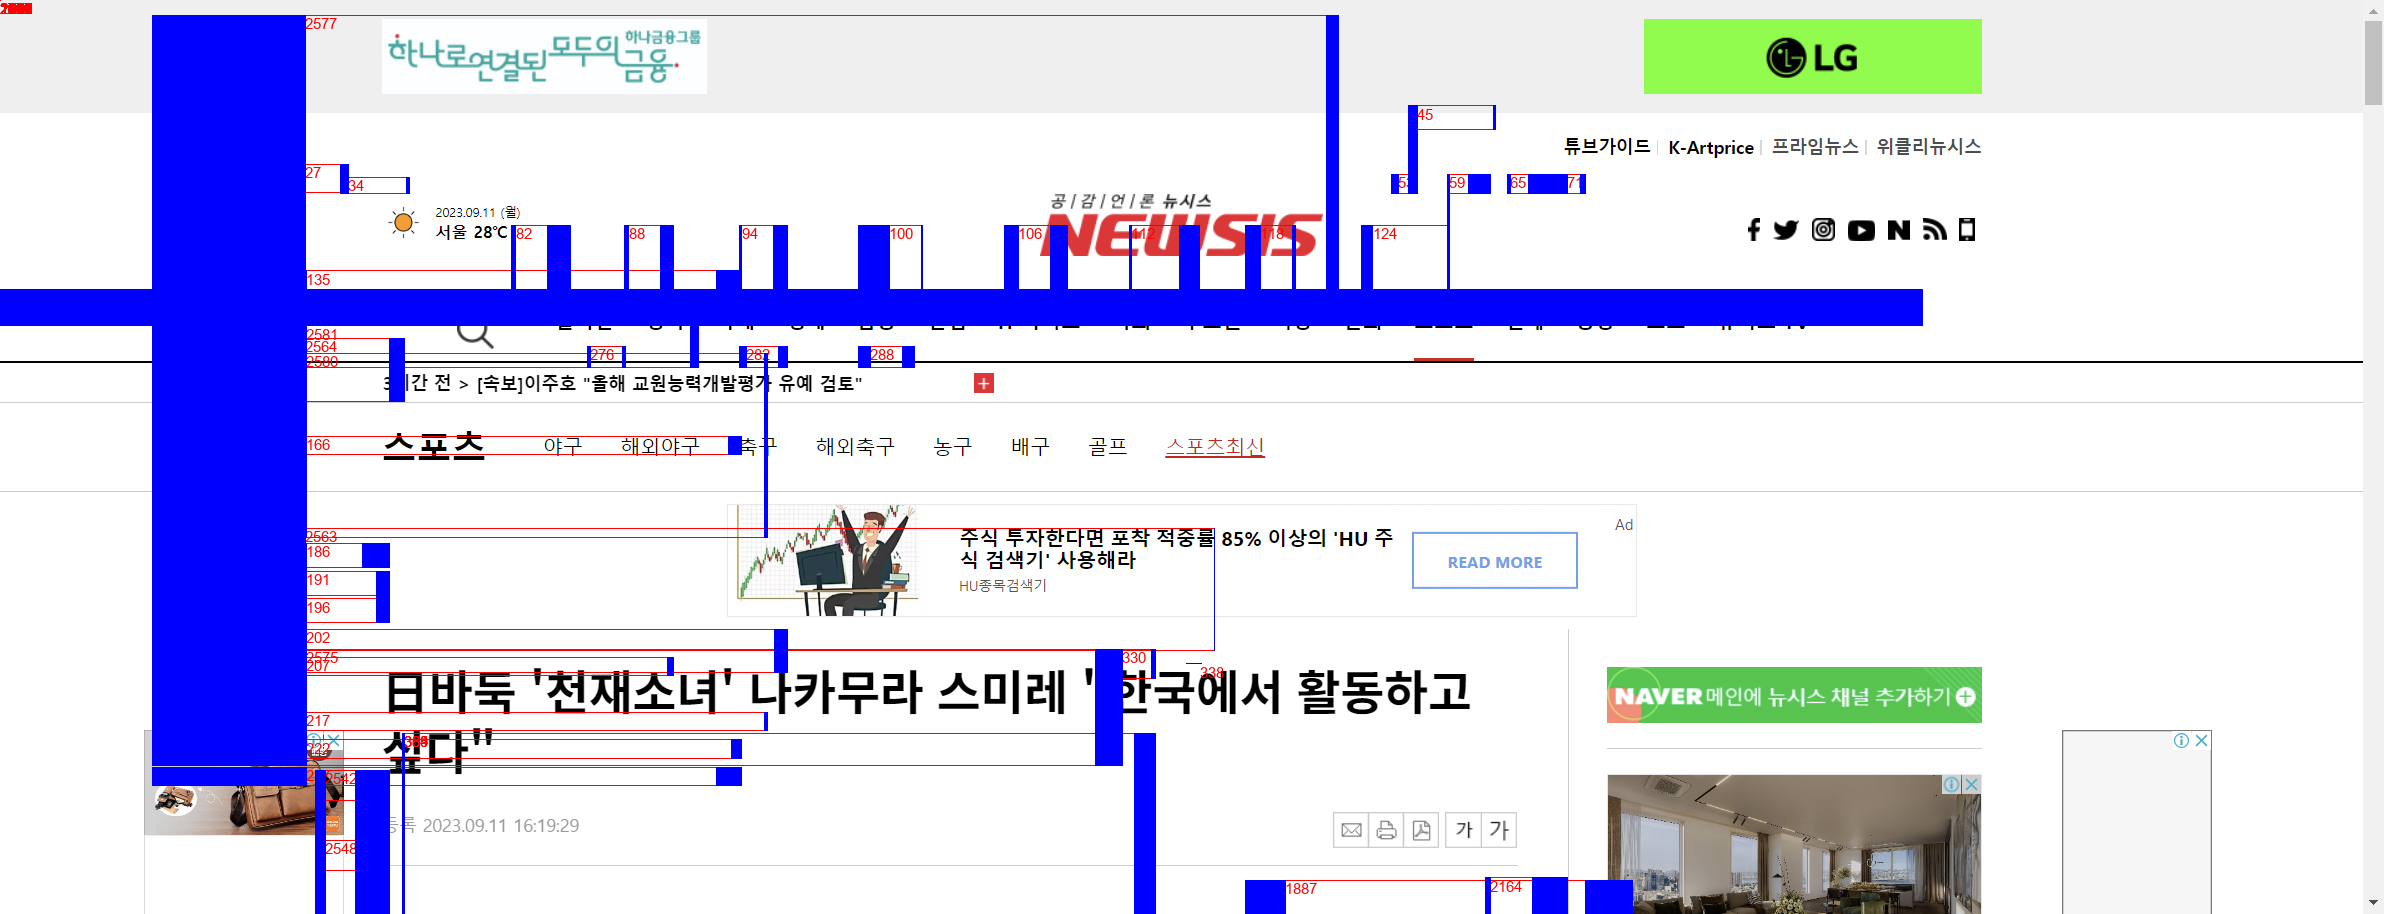 2577
하나로연결된모두의금융
하나금융그룹
LG
45
튜브가이드 K-Artprice 프라임뉴스 위클리뉴시스
27
34
59 65 71
공/감/언/론 뉴시스
NEWSIS
2023.09.11 (월)
서울 28℃
82 88 94 100 106 112 118 124
135
2581
2564
2580
276 282 288
전 > [속보]이주호 "올해 교원능력개발평가 유예 검토"
166
스포츠 야구 해외야구 축구 해외축구 농구 배구 골프 스포츠최신
Ad
주식 투자한다면 포착 적중률 85% 이상의 'HU 주
식 검색기' 사용해라
HU종목검색기
READ MORE
2563
186
191
196
202
2575
207
330
338
日바둑 '천재소녀' 나카무라 스미레 "한국에서 활동하고
싶다"
NAVER 메인에 뉴시스 채널 추가하기
217
222
2542
등록 2023.09.11 16:19:29
가 가
2548
1887
2164